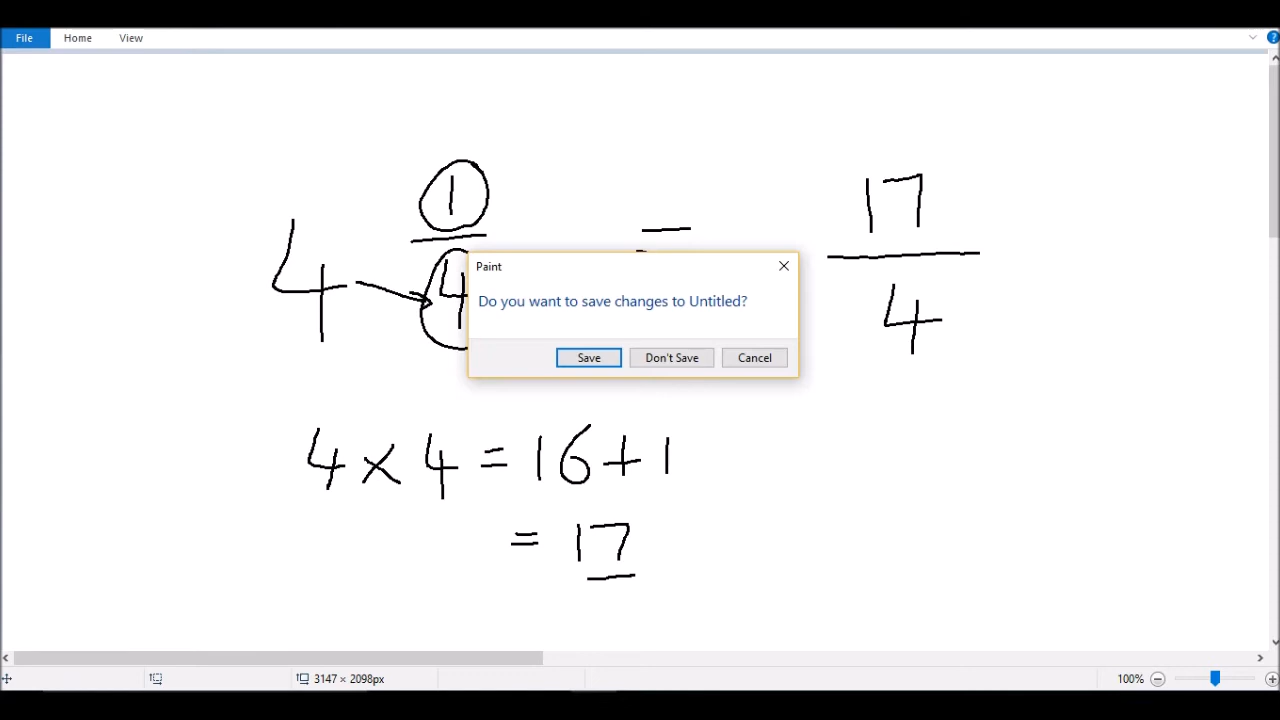 File Home View
4 1/4 = 17/4
Paint
Do you want to save changes to Untitled?
Save Don't Save Cancel
4 × 4 = 16 + 1
= 17
3147 × 2098px 100%